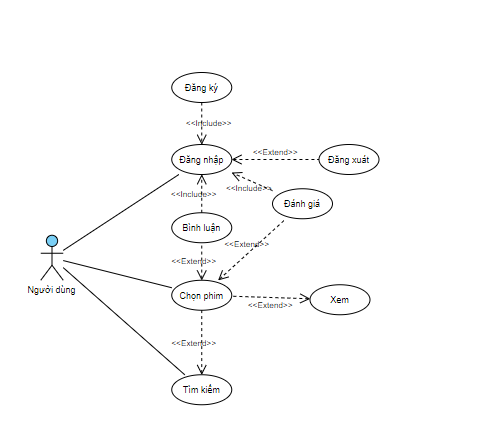 Đăng ký
<<Include>>
<<Extend>>
Đăng nhập
Đăng xuất
<<Include>>
<<Include>>
Đánh giá
Bình luận
<<Extend>>
<<Extend>>
Người dùng
Chọn phim
Xem
<<Extend>>
<<Extend>>
Tìm kiếm